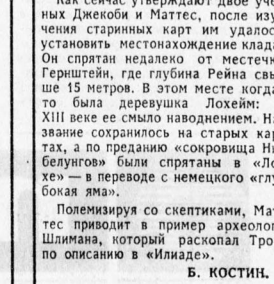 Как сейчас утверждают двое уче-
ных Джекоби и Маттес, после изу-
чения старинных карт им удалос
установить местонахождение клада
Он спрятан недалеко от местеч
Гернштейн, где глубина Рейна свы
ше 15 метров. В этом месте когда
то была деревушка Лохейм:
XIII веке ее смыло наводнением. Н
звание сохранилось на старых кар
тах, а по преданию «сокровища Ни
белунгов» были спрятаны в «Ло
хе» — в переводе с немецкого «глу
бокая яма».
Полемизируя со скептиками, Мат
тес приводит в пример археолог
Шлимана, который раскопал Тро
по описанию в «Илиаде».
Б. КОСТИН.